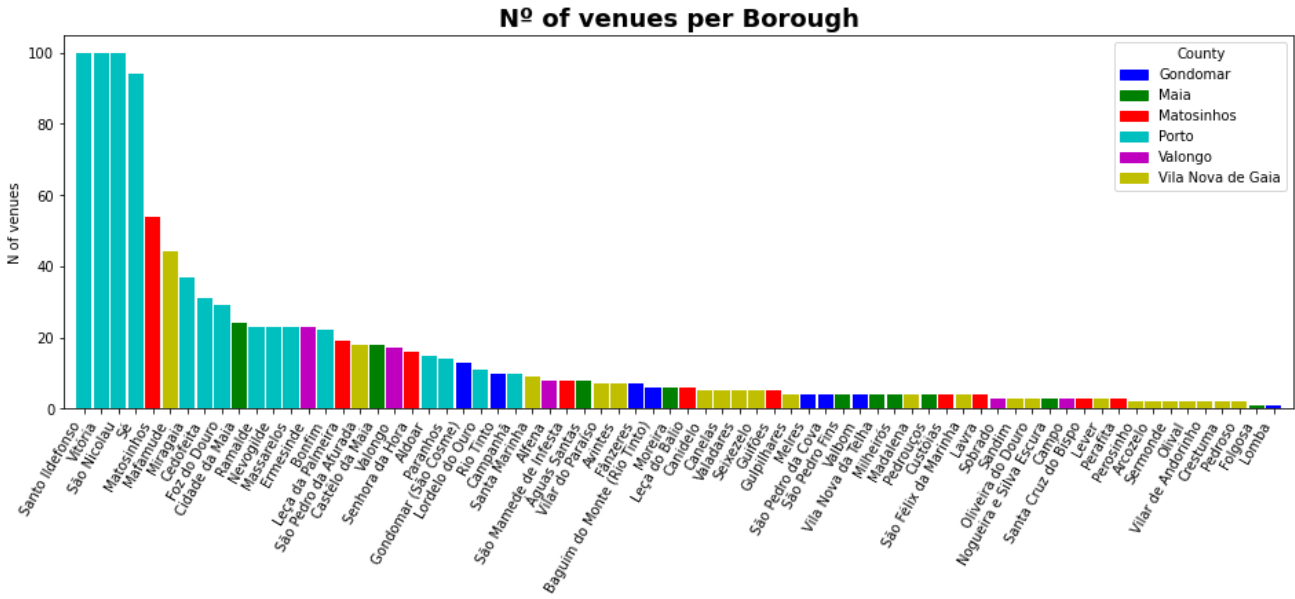 Nº of venues per Borough
N of venues
100
80
60
40
20
0
County
Gondomar
Maia
Matosinhos
Porto
Valongo
Vila Nova de Gaia
Santo Ildefonso
Vitória
São Nicolau
Sé
Matosinhos
Mafamude
Miragaia
Cedofeita
Foz do Douro
Cidade da Maia
Ramalde
Nevogilde
Massarelos
Ermesinde
Bonfim
Leça da Palmeira
São Pedro da Afurada
Castêlo da Maia
Valongo
Senhora da Hora
Aldoar
Paranhos
Gondomar (São Cosme)
Lordelo do Ouro
Rio Tinto
Campanhã
Santa Marinha
Alfena
São Mamede de Infesta
Águas Santas
Vilar do Paraíso
Avintes
Fânzeres
Baguim do Monte (Rio Tinto)
Moreira
Leça do Balio
Canidelo
Canelas
Valadares
Seixezelo
Guifões
Gupilhares
Melres
São Pedro da Cova
São Pedro Fins
Valbom
Vila Nova da Telha
Milheirós
Madalena
Pedrouços
Custoias
São Félix da Marinha
Lavra
Sobrado
Sandim
Oliveira do Douro
Nogueira e Silva Escura
Campo
Santa Cruz do Bispo
Lever
Perafita
Perosinho
Arcozelo
Sermonde
Olival
Vilar de Andorinho
Crestuma
Pedroso
Folgosa
Lomba